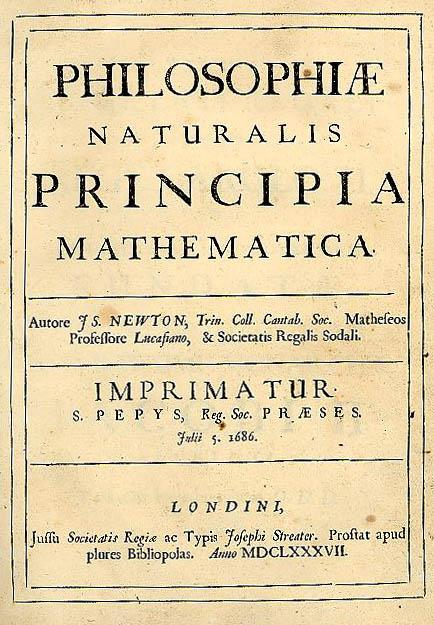 PHILOSOPHIÆ
NATURALIS
PRINCIPIA
MATHEMATICA.
Autore JS. NEWTON, Trin. Coll. Cantab. Soc. Matheseos
Professore Lucasiano, & Societatis Regalis Sodali.
IMPRIMATUR.
S. PEPYS, Reg. Soc. PRÆSES.
Julii 5. 1686.
LONDINI,
Jussu Societatis Regiæ ac Typis Josephi Streater. Prostat apud
plures Bibliopolas. Anno MDCLXXXVII.